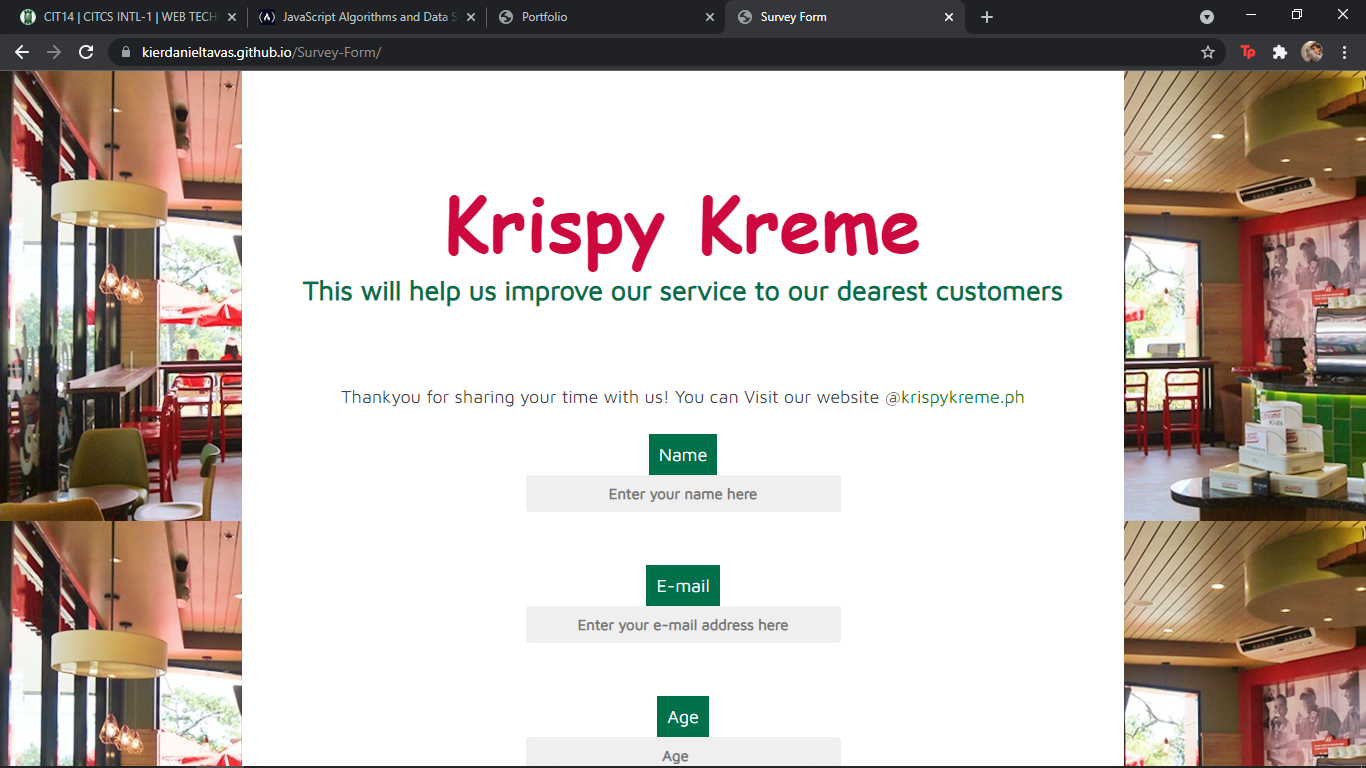 CIT14 | CITCS INTL-1 | WEB TECH
JavaScript Algorithms and Data S
Portfolio
Survey Form
kierdanieltavas.github.io/Survey-Form/
Tp
Krispy Kreme
This will help us improve our service to our dearest customers
Thankyou for sharing your time with us! You can Visit our website @krispykreme.ph
Kids
Name
Enter your name here
E-mail
Enter your e-mail address here
Age
Age